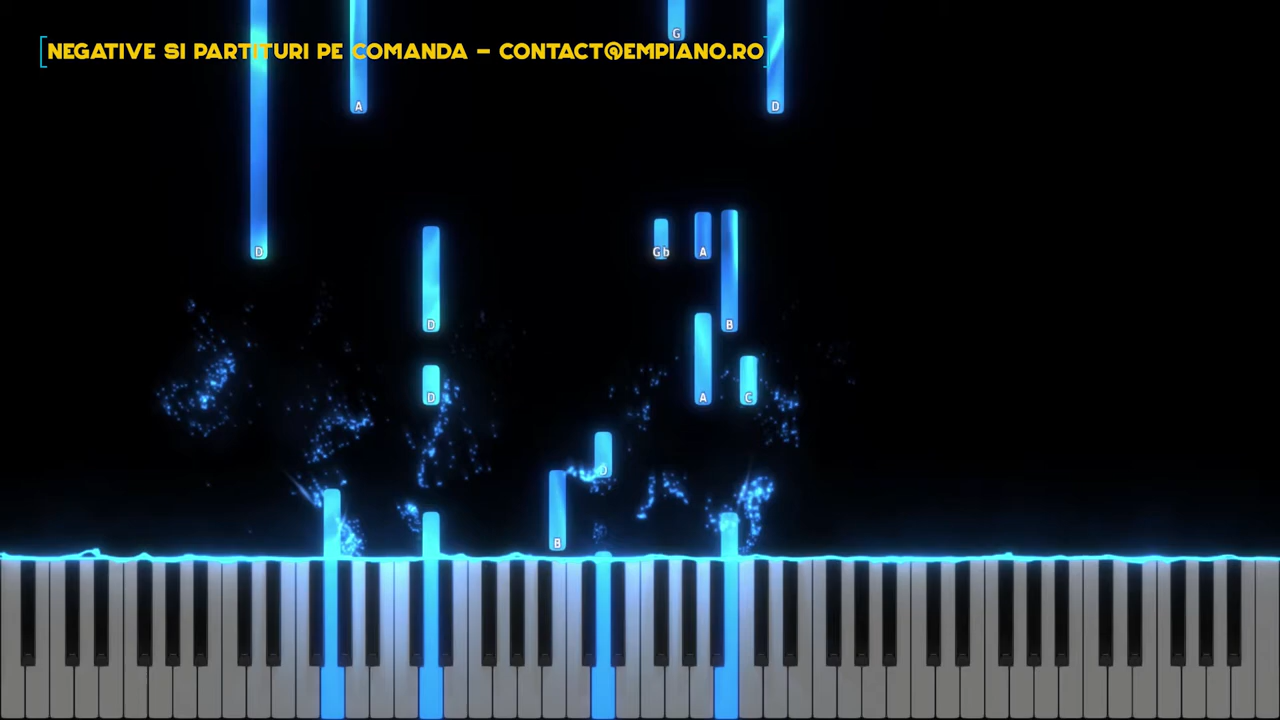 G
[NEGATIVE SI PARTITURI PE COMANDA - CONTACT@EMPIANO.RO]
A D
D Gb A
D B
D A C
D
B